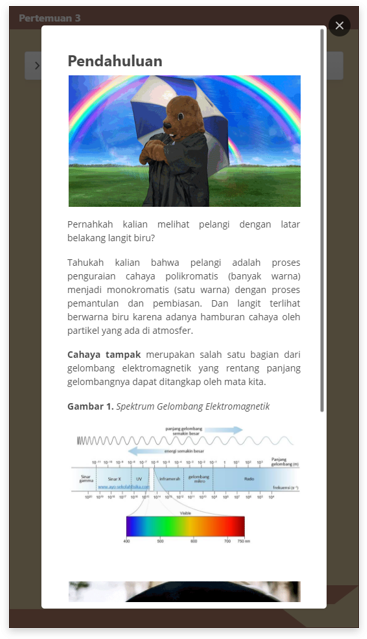 Pertemuan 3
Pendahuluan
Pernahkah kalian melihat pelangi dengan latar
belakang langit biru?
Tahukah kalian bahwa pelangi adalah proses
penguraian cahaya polikromatis (banyak warna)
menjadi monokromatis (satu warna) dengan proses
pemantulan dan pembiasan. Dan langit terlihat
berwarna biru karena adanya hamburan cahaya oleh
partikel yang ada di atmosfer.
Cahaya tampak merupakan salah satu bagian dari
gelombang elektromagnetik yang rentang panjang
gelombangnya dapat ditangkap oleh mata kita.
Gambar 1. Spektrum Gelombang Elektromagnetik
panjang gelombang
semakin besar
energi semakin besar
Panjang
gelombang (m)
Sinar
gamma
Sinar X
UV
Inframerah
gelombang
mikro
Radio
Visible
400
500
600
700
750 nm